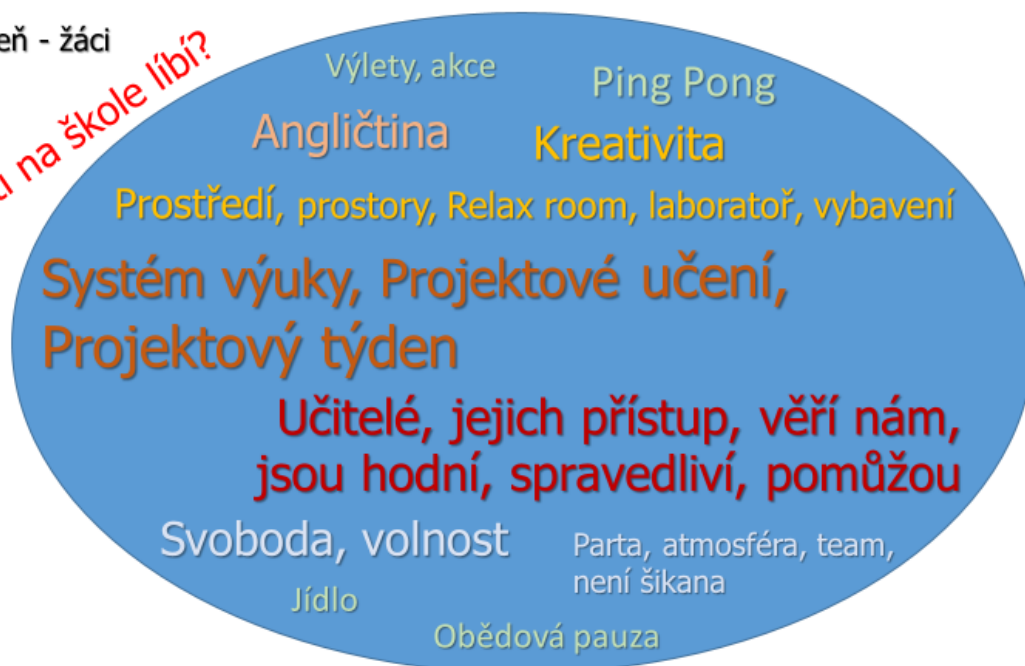 - žáci
na škole líbí?
Výlety, akce
Ping Pong
Angličtina
Kreativita
Prostředí, prostory, Relax room, laboratoř, vybavení
Systém výuky, Projektové učení,
Projektový týden
Učitelé, jejich přístup, věří nám,
jsou hodní, spravedliví, pomůžou
Svoboda, volnost
Parta, atmosféra, team,
není šikana
Jídlo
Obědová pauza